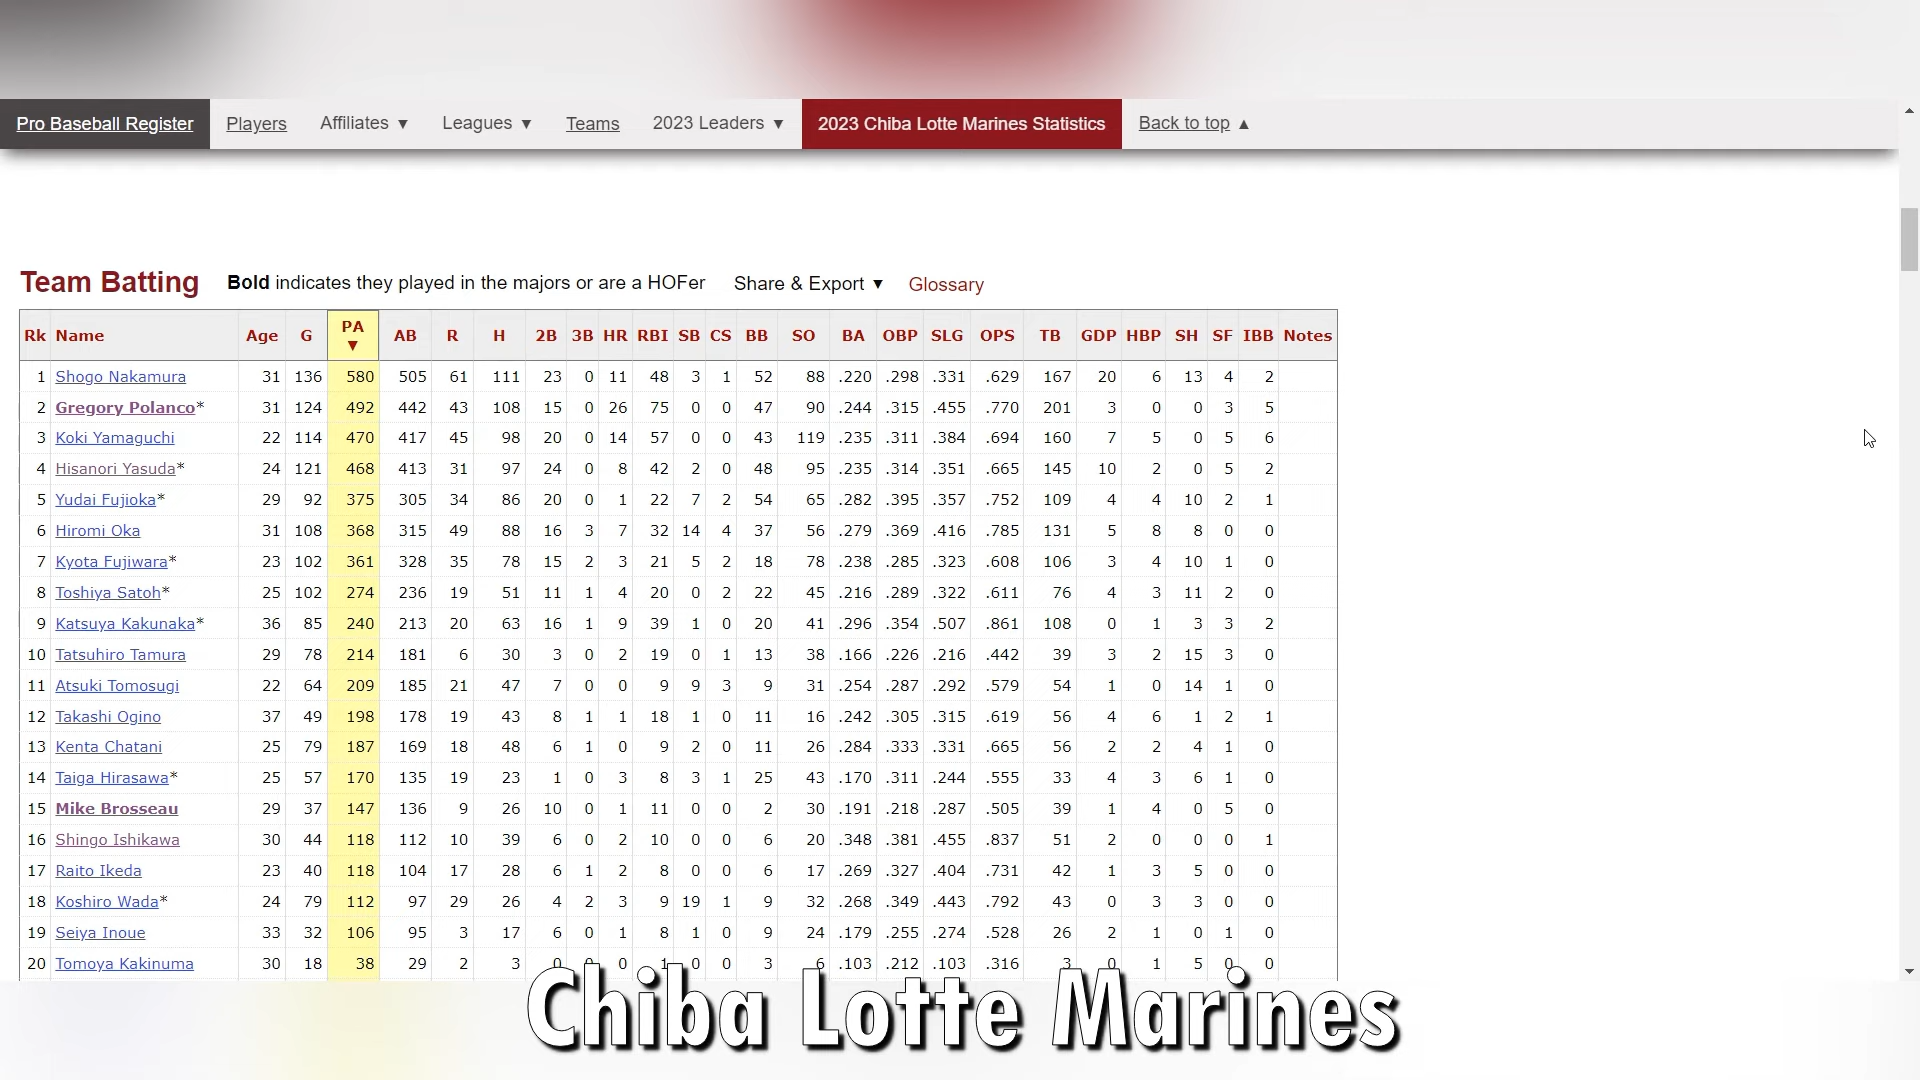 Pro Baseball Register Players Affiliates ▼ Leagues ▼ Teams 2023 Leaders ▼ 2023 Chiba Lotte Marines Statistics Back to top ▲
Team Batting Bold indicates they played in the majors or are a HOFer Share & Export ▼ Glossary
Rk Name Age G PA ▼ AB R H 2B 3B HR RBI SB CS BB SO BA OBP SLG OPS TB GDP HBP SH SF IBB Notes
1 Shogo Nakamura 31 136 580 505 61 111 23 0 11 48 3 1 52 88 .220 .298 .331 .629 167 20 6 13 4 2
2 Gregory Polanco* 31 124 492 442 43 108 15 0 26 75 0 0 47 90 .244 .315 .455 .770 201 3 0 0 3 5
3 Koki Yamaguchi 22 114 470 417 45 98 20 0 14 57 0 0 43 119 .235 .311 .384 .694 160 7 5 0 5 6
4 Hisanori Yasuda* 24 121 468 413 31 97 24 0 8 42 2 0 48 95 .235 .314 .351 .665 145 10 2 0 5 2
5 Yudai Fujioka* 29 92 375 305 34 86 20 0 1 22 7 2 54 65 .282 .395 .357 .752 109 4 4 10 2 1
6 Hiromi Oka 31 108 368 315 49 88 16 3 7 32 14 4 37 56 .279 .369 .416 .785 131 5 8 8 0 0
7 Kyota Fujiwara* 23 102 361 328 35 78 15 2 3 21 5 2 18 78 .238 .285 .323 .608 106 3 4 10 1 0
8 Toshiya Satoh* 25 102 274 236 19 51 11 1 4 20 0 2 22 45 .216 .289 .322 .611 76 4 3 11 2 0
9 Katsuya Kakunaka* 36 85 240 213 20 63 16 1 9 39 1 0 20 41 .296 .354 .507 .861 108 0 1 3 3 2
10 Tatsuhiro Tamura 29 78 214 181 6 30 3 0 2 19 0 1 13 38 .166 .226 .216 .442 39 3 2 15 3 0
11 Atsuki Tomosugi 22 64 209 185 21 47 7 0 0 9 9 3 9 31 .254 .287 .292 .579 54 1 0 14 1 0
12 Takashi Ogino 37 49 198 178 19 43 8 1 1 18 1 0 11 16 .242 .305 .315 .619 56 4 6 1 2 1
13 Kenta Chatani 25 79 187 169 18 48 6 1 0 9 2 0 11 26 .284 .333 .331 .665 56 2 2 4 1 0
14 Taiga Hirasawa* 25 57 170 135 19 23 1 0 3 8 3 1 25 43 .170 .311 .244 .555 33 4 3 6 1 0
15 Mike Brosseau 29 37 147 136 9 26 10 0 1 11 0 0 2 30 .191 .218 .287 .505 39 1 4 0 5 0
16 Shingo Ishikawa 30 44 118 112 10 39 6 0 2 10 0 0 6 20 .348 .381 .455 .837 51 2 0 0 0 1
17 Raito Ikeda 23 40 118 104 17 28 6 1 2 8 0 0 6 17 .269 .327 .404 .731 42 1 3 5 0 0
18 Koshiro Wada* 24 79 112 97 29 26 4 2 3 9 19 1 9 32 .268 .349 .443 .792 43 0 3 3 0 0
19 Seiya Inoue 33 32 106 95 3 17 6 0 1 8 1 0 9 24 .179 .255 .274 .528 26 2 1 0 1 0
20 Tomoya Kakinuma 30 18 38 29 2 3 0 0 0 1 0 0 3 6 .103 .212 .103 .316 3 0 1 5 0 0
Chiba Lotte Marines